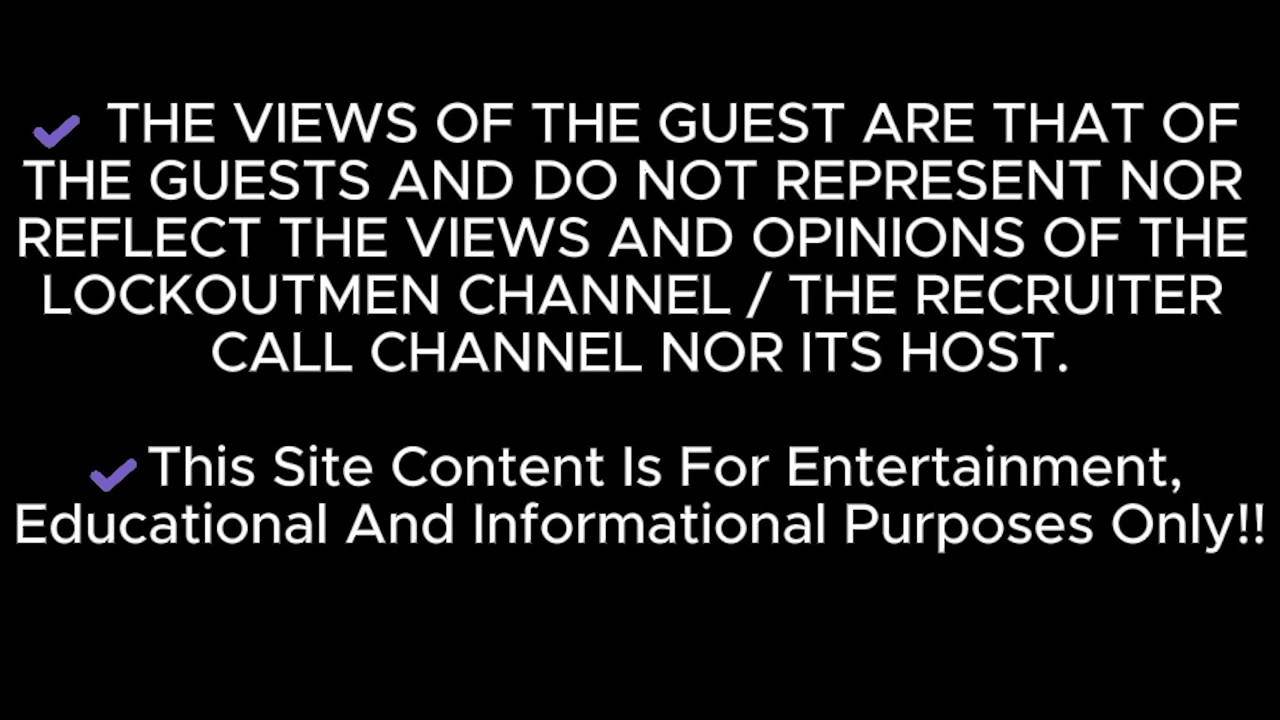 ✔ THE VIEWS OF THE GUEST ARE THAT OF
THE GUESTS AND DO NOT REPRESENT NOR
REFLECT THE VIEWS AND OPINIONS OF THE
LOCKOUTMEN CHANNEL / THE RECRUITER
CALL CHANNEL NOR ITS HOST.
✔This Site Content Is For Entertainment,
Educational And Informational Purposes Only!!